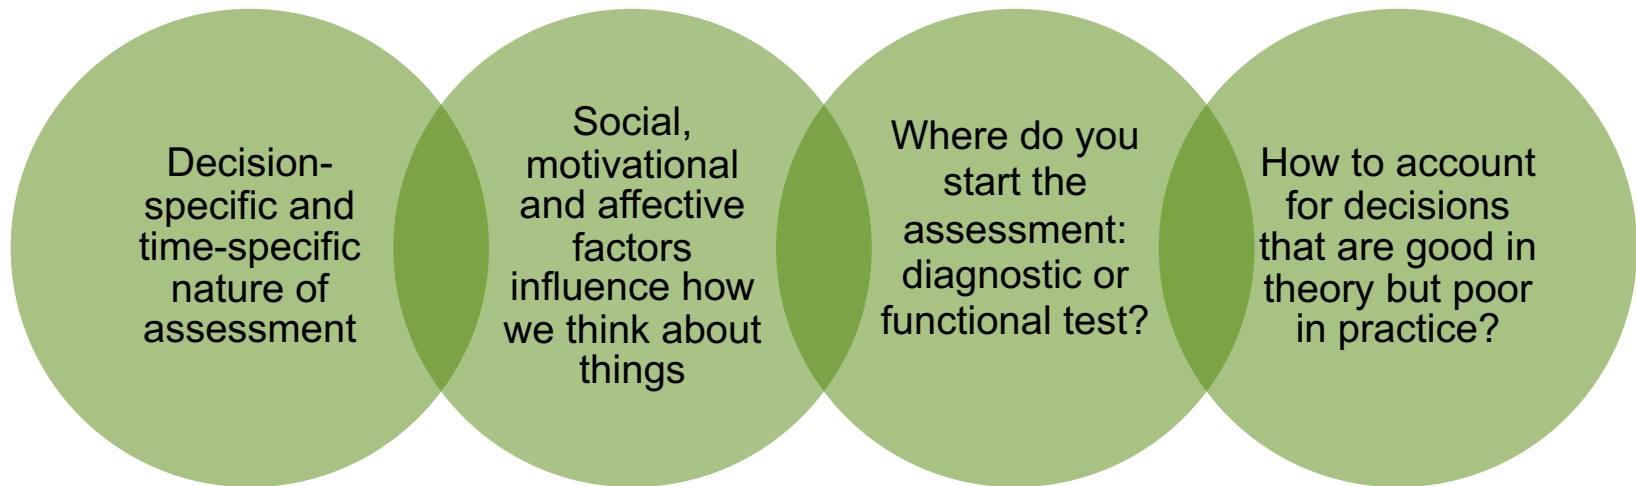 Decision-
specific and
time-specific
nature of
assessment
Social,
motivational
and affective
factors
influence how
we think about
things
Where do you
start the
assessment:
diagnostic or
functional test?
How to account
for decisions
that are good in
theory but poor
in practice?